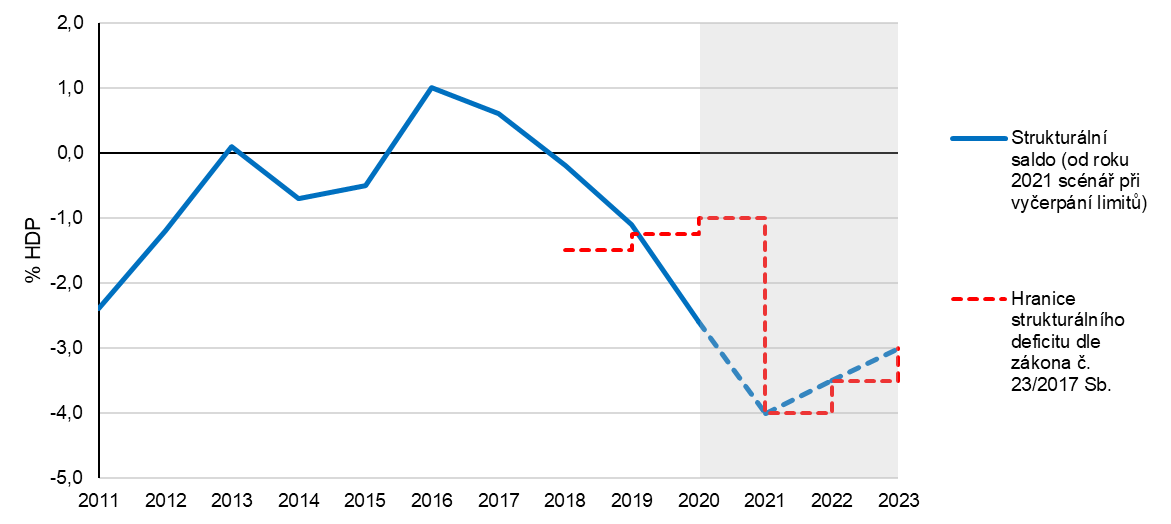 2,0
1,0
0,0
-1,0
-2,0
-3,0
-4,0
-5,0
% HDP
2011 2012 2013 2014 2015 2016 2017 2018 2019 2020 2021 2022 2023
Strukturální
saldo (od roku
2021 scénář při
vyčerpání limitů)
Hranice
strukturálního
deficitu dle
zákona č.
23/2017 Sb.